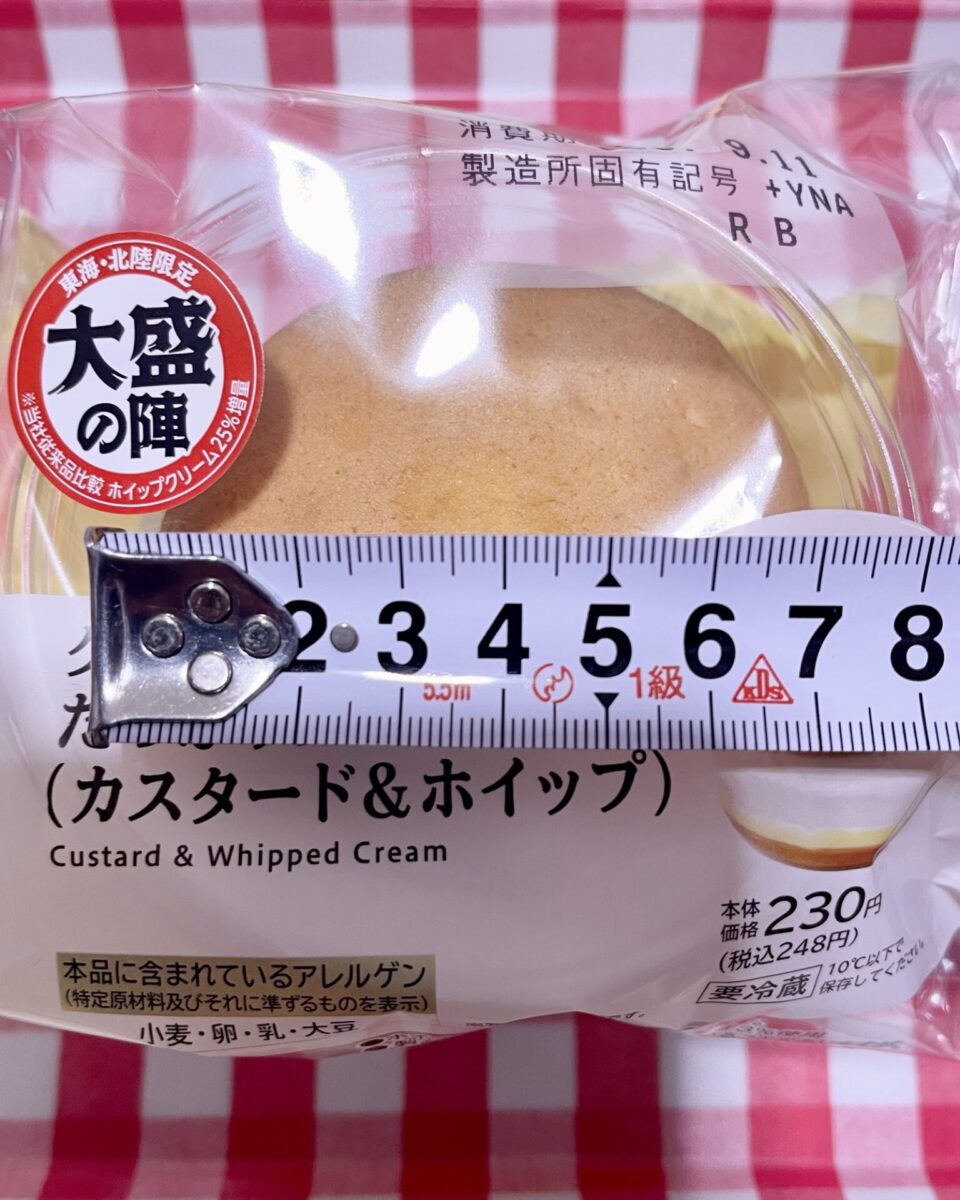 消費期
9.11
製造所固有記号 +YNA
R B
東海・北陸限定
大盛
の陣
※当社従来品比較 ホイップクリーム25%増量
2 3 4 5 6 7 8
5.5m 1級 KDS
(カスタード&ホイップ)
Custard & Whipped Cream
本体価格 230円
(税込248円)
要冷蔵 10℃以下で保存してください。
本品に含まれているアレルゲン
(特定原材料及びそれに準ずるものを表示)
小麦・卵・乳・大豆